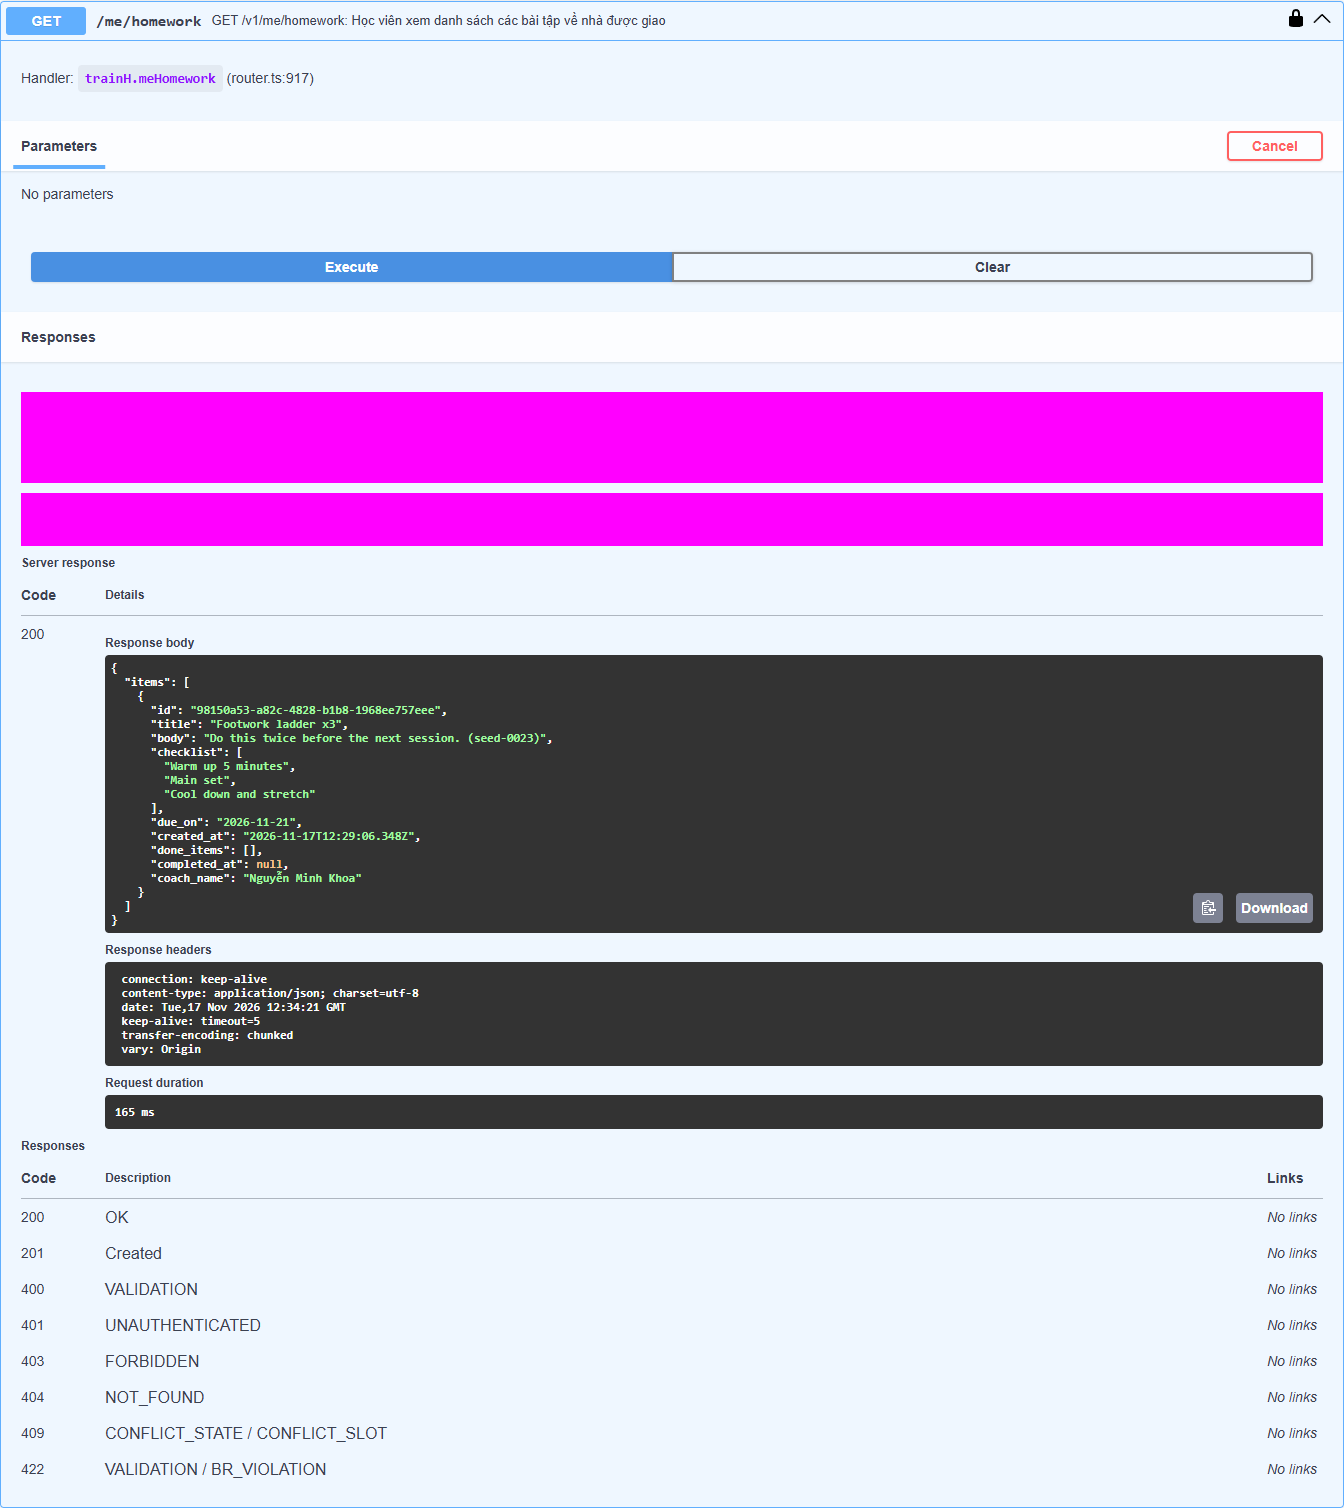 GET /me/homework GET /v1/me/homework: Học viên xem danh sách các bài tập về nhà được giao
Handler: trainH.meHomework (router.ts:917)
Parameters
Cancel
No parameters
Execute
Clear
Responses
Server response
Code Details
200
Response body
{
  "items": [
    {
      "id": "98150a53-a82c-4828-b1b8-1968ee757eee",
      "title": "Footwork ladder x3",
      "body": "Do this twice before the next session. (seed-0023)",
      "checklist": [
        "Warm up 5 minutes",
        "Main set",
        "Cool down and stretch"
      ],
      "due_on": "2026-11-21",
      "created_at": "2026-11-17T12:29:06.348Z",
      "done_items": [],
      "completed_at": null,
      "coach_name": "Nguyễn Minh Khoa"
    }
  ]
}
Download
Response headers
connection: keep-alive
content-type: application/json; charset=utf-8
date: Tue,17 Nov 2026 12:34:21 GMT
keep-alive: timeout=5
transfer-encoding: chunked
vary: Origin
Request duration
165 ms
Responses
Code Description Links
200 OK No links
201 Created No links
400 VALIDATION No links
401 UNAUTHENTICATED No links
403 FORBIDDEN No links
404 NOT_FOUND No links
409 CONFLICT_STATE / CONFLICT_SLOT No links
422 VALIDATION / BR_VIOLATION No links